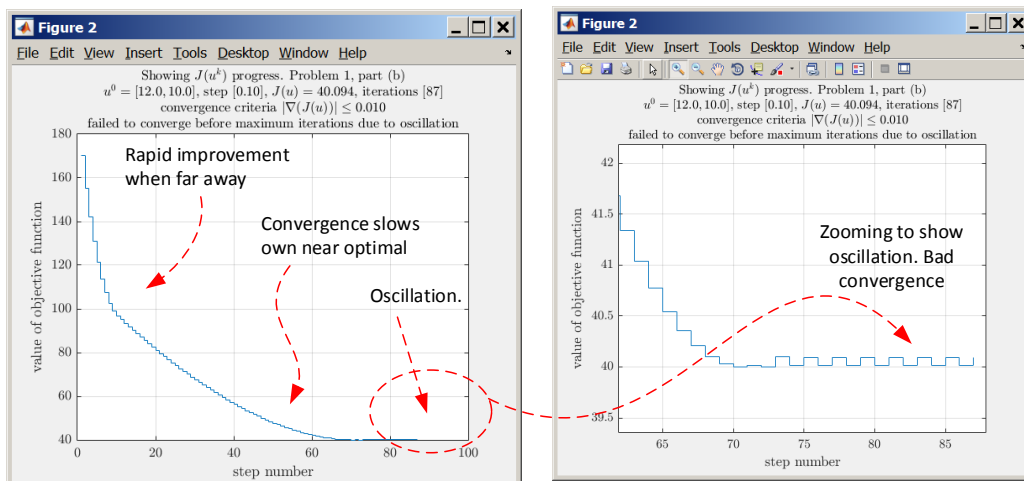 Figure 2
File Edit View Insert Tools Desktop Window Help
Showing J(u^k) progress. Problem 1, part (b)
u^0 = [12.0, 10.0], step [0.10], J(u) = 40.094, iterations [87]
convergence criteria |∇(J(u))| ≤ 0.010
failed to converge before maximum iterations due to oscillation
180
160
140
120
100
80
60
40
value of objective function
Rapid improvement
when far away
Convergence slows
own near optimal
Oscillation.
0 20 40 60 80 100
step number
Figure 2
File Edit View Insert Tools Desktop Window Help
Showing J(u^k) progress. Problem 1, part (b)
u^0 = [12.0, 10.0], step [0.10], J(u) = 40.094, iterations [87]
convergence criteria |∇(J(u))| ≤ 0.010
failed to converge before maximum iterations due to oscillation
42
41.5
41
40.5
40
39.5
value of objective function
Zooming to show
oscillation. Bad
convergence
65 70 75 80 85
step number